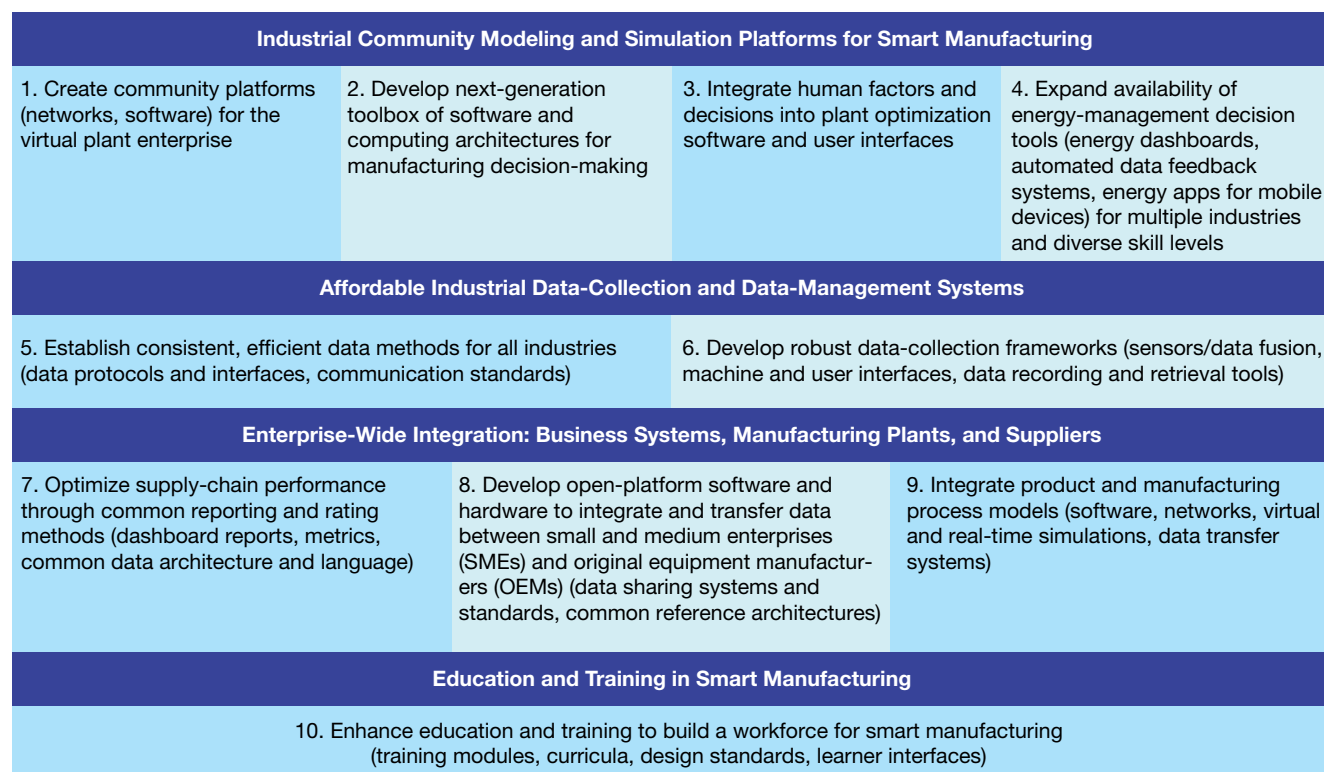 Industrial Community Modeling and Simulation Platforms for Smart Manufacturing
1. Create community platforms
(networks, software) for the
virtual plant enterprise
2. Develop next-generation
toolbox of software and
computing architectures for
manufacturing decision-making
3. Integrate human factors and
decisions into plant optimization
software and user interfaces
4. Expand availability of
energy-management decision
tools (energy dashboards,
automated data feedback
systems, energy apps for mobile
devices) for multiple industries
and diverse skill levels
Affordable Industrial Data-Collection and Data-Management Systems
5. Establish consistent, efficient data methods for all industries
(data protocols and interfaces, communication standards)
6. Develop robust data-collection frameworks (sensors/data fusion,
machine and user interfaces, data recording and retrieval tools)
Enterprise-Wide Integration: Business Systems, Manufacturing Plants, and Suppliers
7. Optimize supply-chain performance
through common reporting and rating
methods (dashboard reports, metrics,
common data architecture and language)
8. Develop open-platform software and
hardware to integrate and transfer data
between small and medium enterprises
(SMEs) and original equipment manufactur-
ers (OEMs) (data sharing systems and
standards, common reference architectures)
9. Integrate product and manufacturing
process models (software, networks, virtual
and real-time simulations, data transfer
systems)
Education and Training in Smart Manufacturing
10. Enhance education and training to build a workforce for smart manufacturing
(training modules, curricula, design standards, learner interfaces)